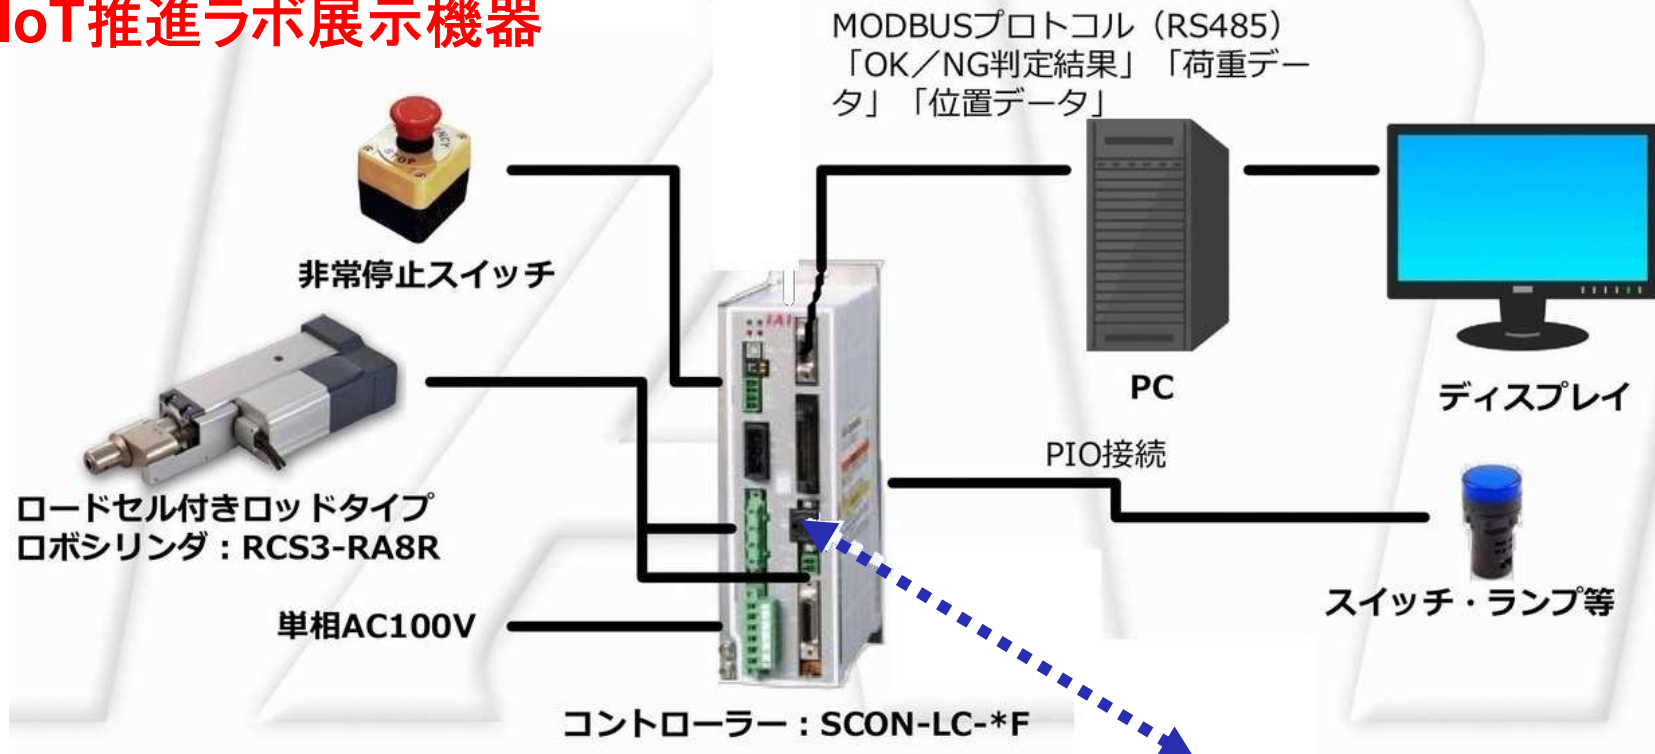 IoT推進ラボ展示機器
MODBUSプロトコル（RS485）
「OK／NG判定結果」「荷重デー
タ」「位置データ」
非常停止スイッチ
STOP
IAI
PC
ディスプレイ
PIO接続
ロードセル付きロッドタイプ
ロボシリンダ：RCS3-RA8R
スイッチ・ランプ等
単相AC100V
コントローラー：SCON-LC-*F